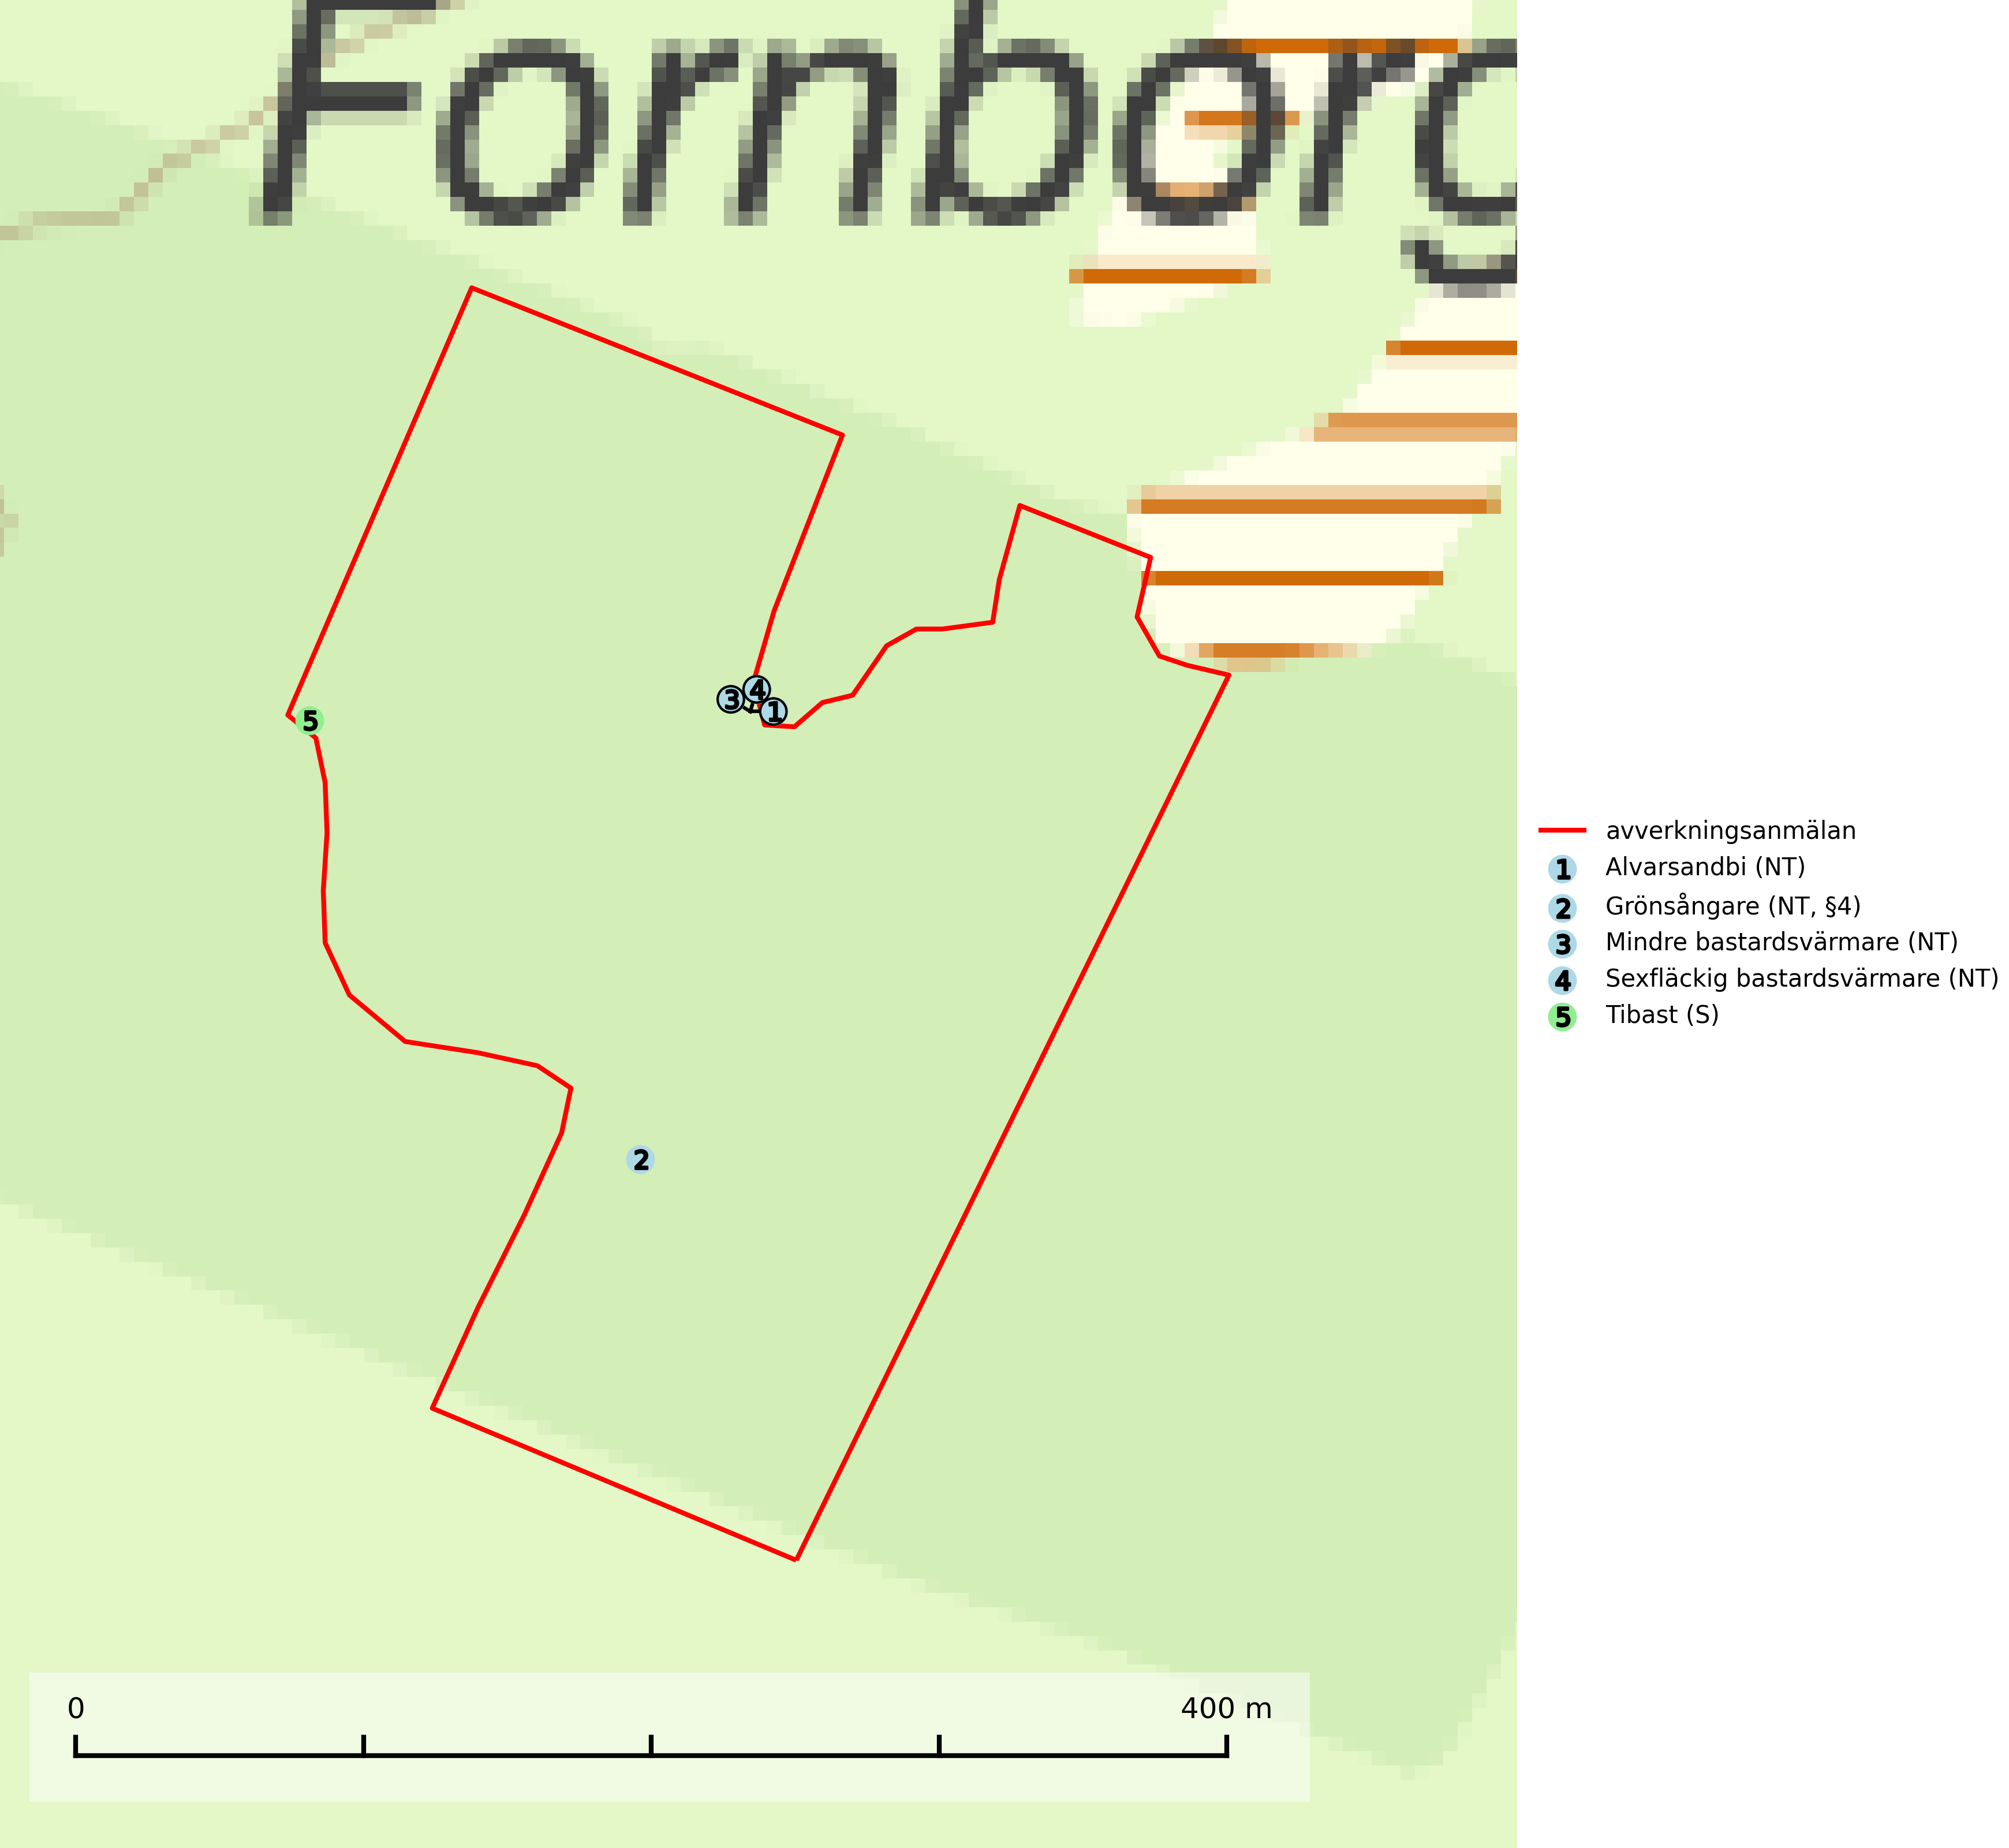 Fornborg
3 4 1
5
2
avverkningsanmälan
1 Alvarsandbi (NT)
2 Grönsångare (NT, §4)
3 Mindre bastardsvärmare (NT)
4 Sexfläckig bastardsvärmare (NT)
5 Tibast (S)
0 400 m